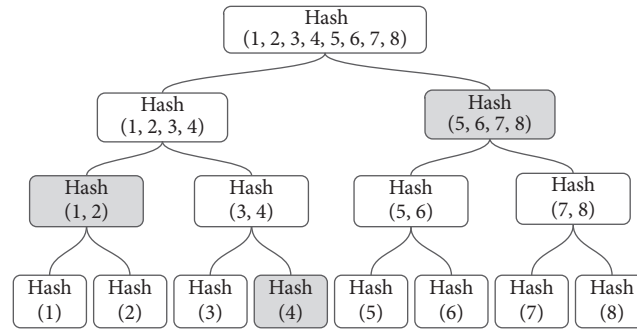 Hash
(1, 2, 3, 4, 5, 6, 7, 8)
Hash
(1, 2, 3, 4)
Hash
(5, 6, 7, 8)
Hash
(1, 2)
Hash
(3, 4)
Hash
(5, 6)
Hash
(7, 8)
Hash
(1)
Hash
(2)
Hash
(3)
Hash
(4)
Hash
(5)
Hash
(6)
Hash
(7)
Hash
(8)